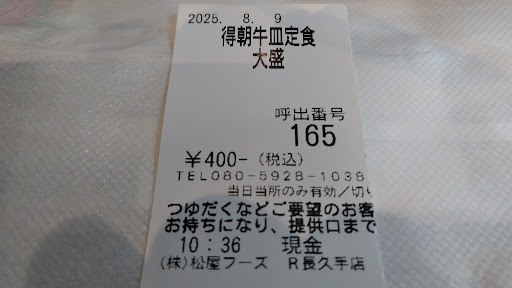 2025. 8. 9
得朝牛皿定食
大盛
呼出番号
165
¥400-(税込)
TEL080-5928-1038
当日当所のみ有効/切り
つゆだくなどご要望のお客
お持ちになり、提供口まで
10:36 現金
(株)松屋フーズ R長久手店